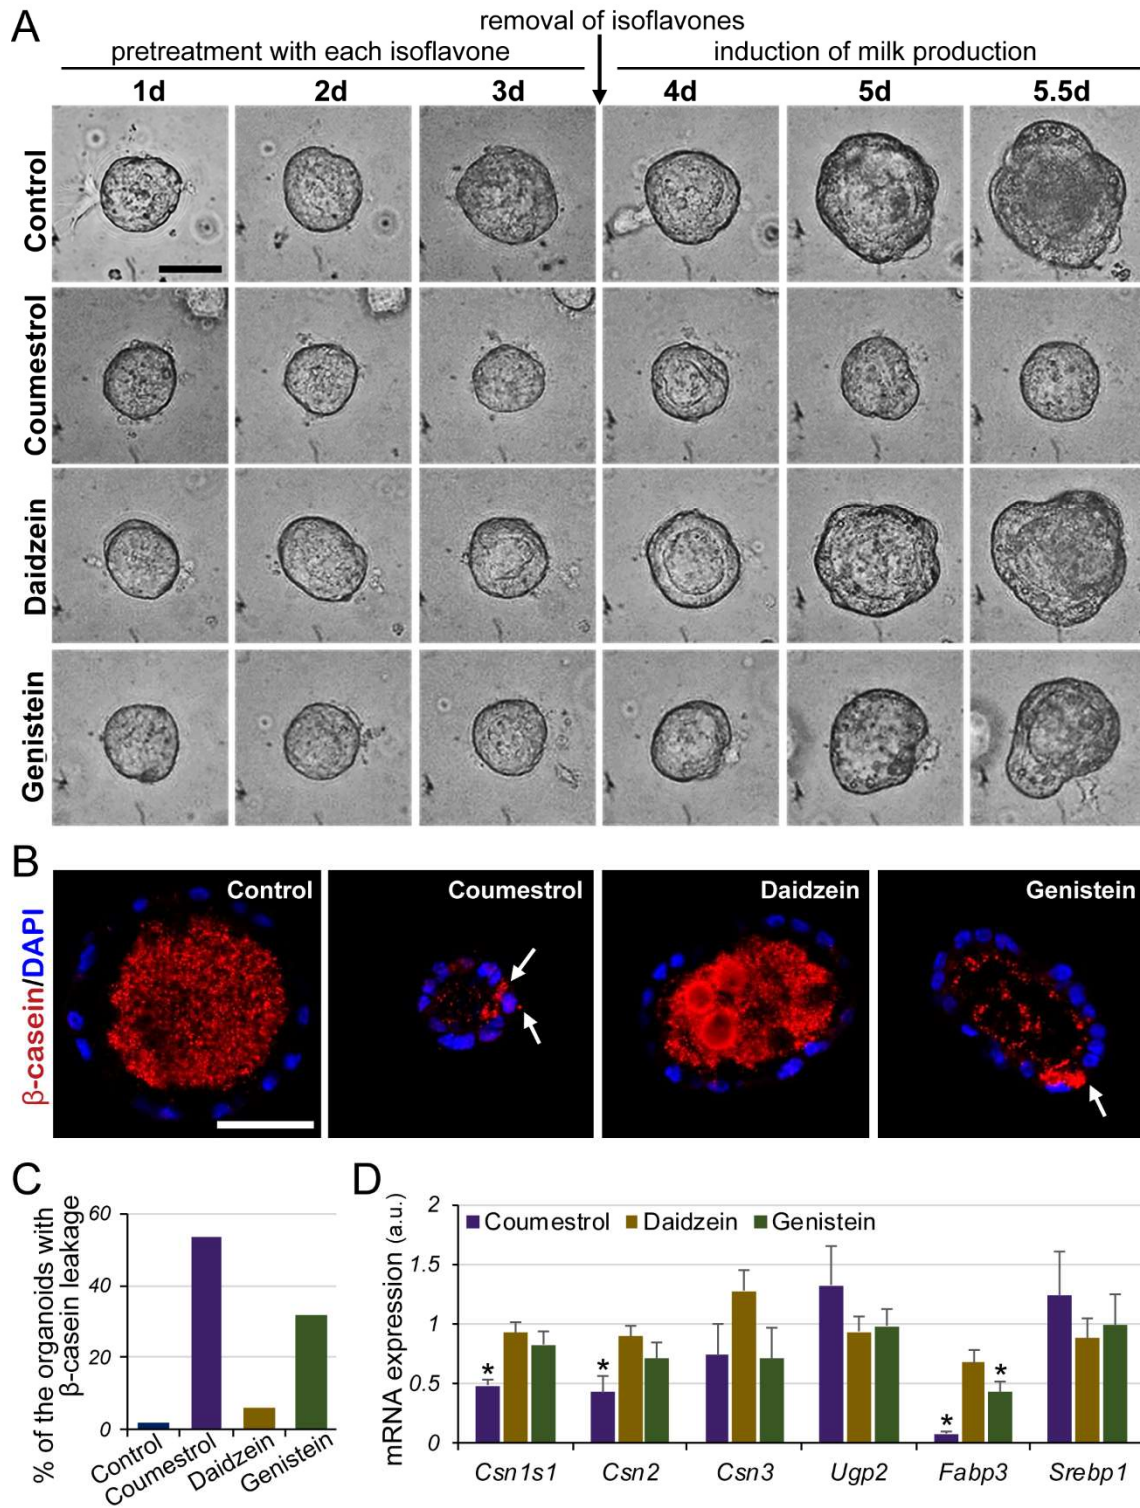 A
removal of isoflavones
pretreatment with each isoflavone
induction of milk production
1d 2d 3d 4d 5d 5.5d
Control
Coumestrol
Daidzein
Genistein
B
β-casein/DAPI
Control Coumestrol Daidzein Genistein
C
% of the organoids with
β-casein leakage
60
40
20
0
Control Coumestrol Daidzein Genistein
D
mRNA expression (a.u.)
2
1.5
1
0.5
0
Coumestrol Daidzein Genistein
* * * *
Csn1s1 Csn2 Csn3 Ugp2 Fabp3 Srebp1